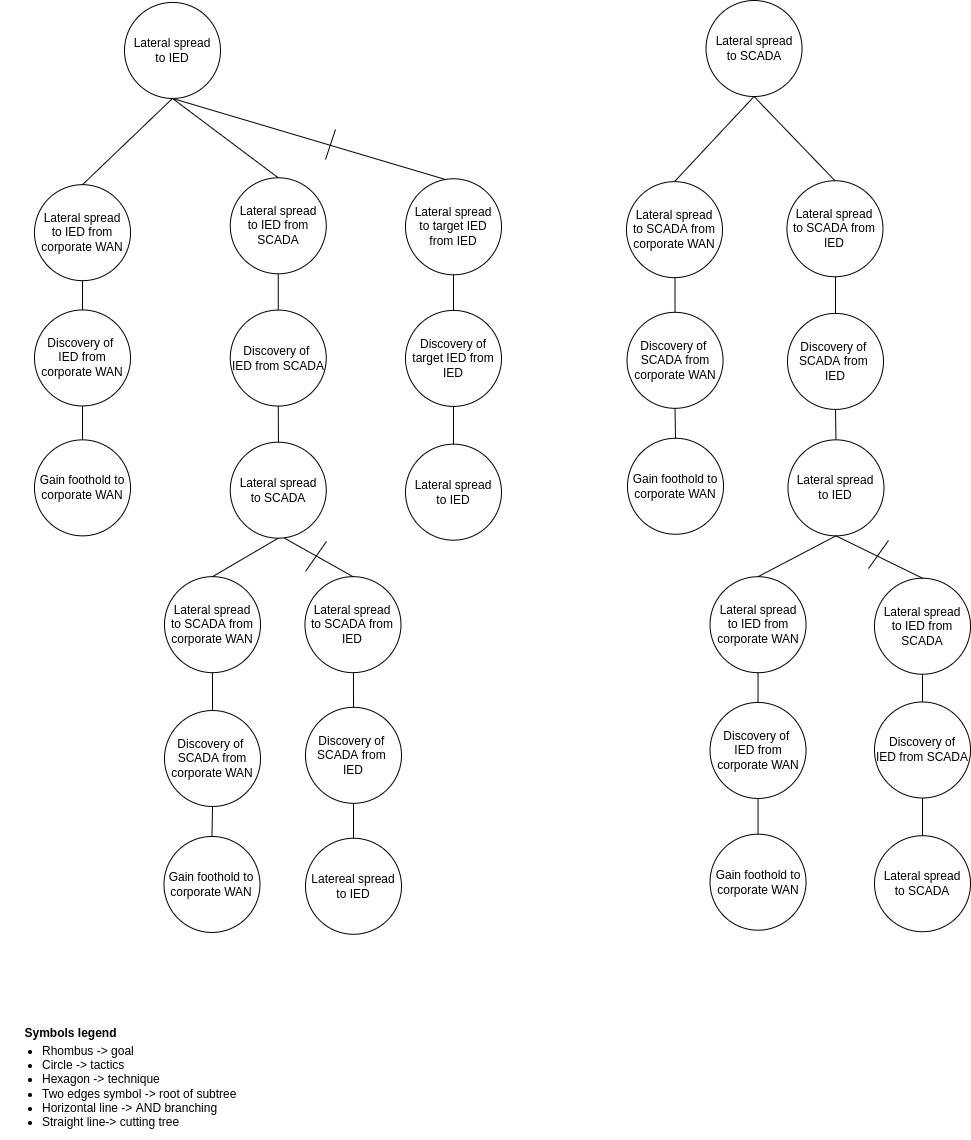 Lateral spread
to IED
Lateral spread
to SCADA
Lateral spread
to IED from
corporate WAN
Lateral spread
to IED from
SCADA
Lateral spread
to target IED
from IED
Lateral spread
to SCADA from
corporate WAN
Lateral spread
to SCADA from
IED
Discovery of
IED from
corporate WAN
Discovery of
IED from SCADA
Discovery of
target IED from
IED
Discovery of
SCADA from
corporate WAN
Discovery of
SCADA from
IED
Gain foothold to
corporate WAN
Lateral spread
to SCADA
Lateral spread
to IED
Gain foothold to
corporate WAN
Lateral spread
to IED
Lateral spread
to SCADA from
corporate WAN
Lateral spread
to SCADA from
IED
Lateral spread
to IED from
corporate WAN
Lateral spread
to IED from
SCADA
Discovery of
SCADA from
corporate WAN
Discovery of
SCADA from
IED
Discovery of
IED from
corporate WAN
Discovery of
IED from SCADA
Gain foothold to
corporate WAN
Latereal spread
to IED
Gain foothold to
corporate WAN
Lateral spread
to SCADA
Symbols legend
• Rhombus -> goal
• Circle -> tactics
• Hexagon -> technique
• Two edges symbol -> root of subtree
• Horizontal line -> AND branching
• Straight line-> cutting tree